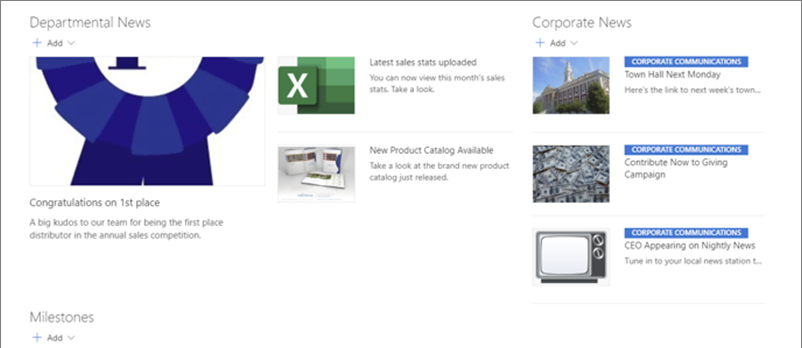 Departmental News
+ Add
Congratulations on 1st place
A big kudos to our team for being the first place
distributor in the annual sales competition.
X
Latest sales stats uploaded
You can now view this month's sales
stats. Take a look.
New Product Catalog Available
Take a look at the brand new product
catalog just released.
Corporate News
+ Add
CORPORATE COMMUNICATIONS
Town Hall Next Monday
Here's the link to next week's town...
CORPORATE COMMUNICATIONS
Contribute Now to Giving
Campaign
CORPORATE COMMUNICATIONS
CEO Appearing on Nightly News
Tune in to your local news station t...
Milestones
+ Add